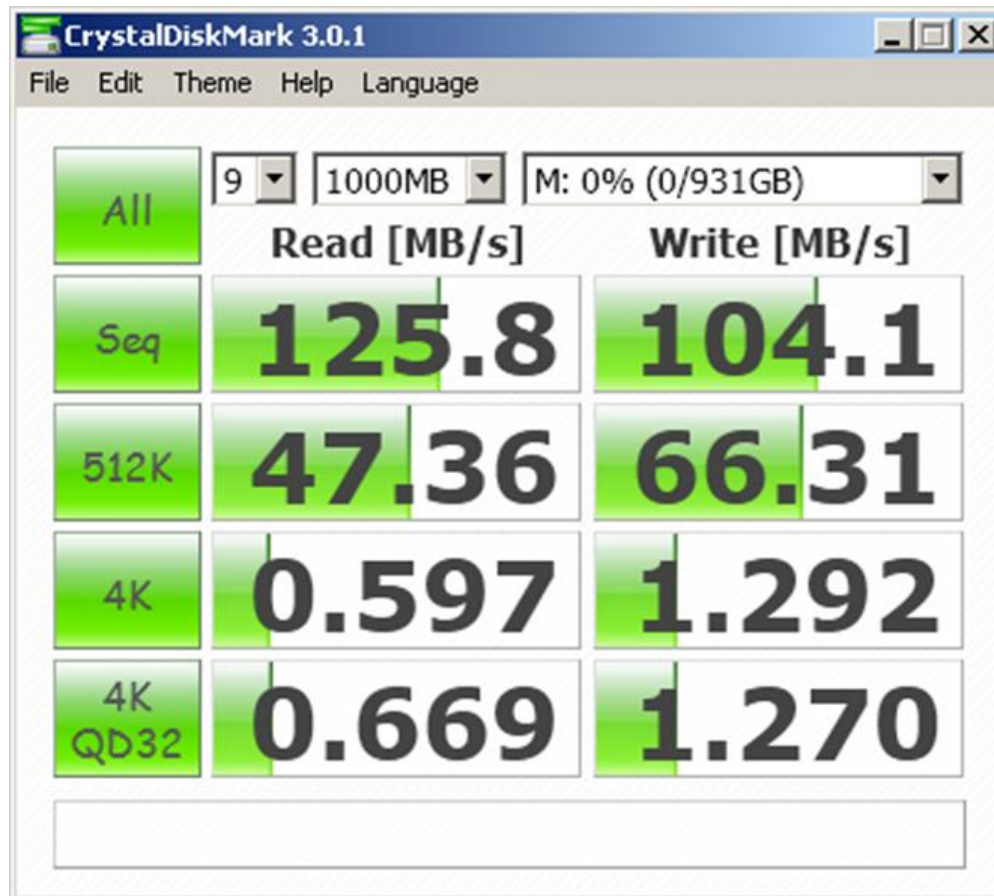 CrystalDiskMark 3.0.1
File Edit Theme Help Language
All 9 1000MB M: 0% (0/931GB)
Read [MB/s] Write [MB/s]
Seq 125.8 104.1
512K 47.36 66.31
4K 0.597 1.292
4K
QD32 0.669 1.270